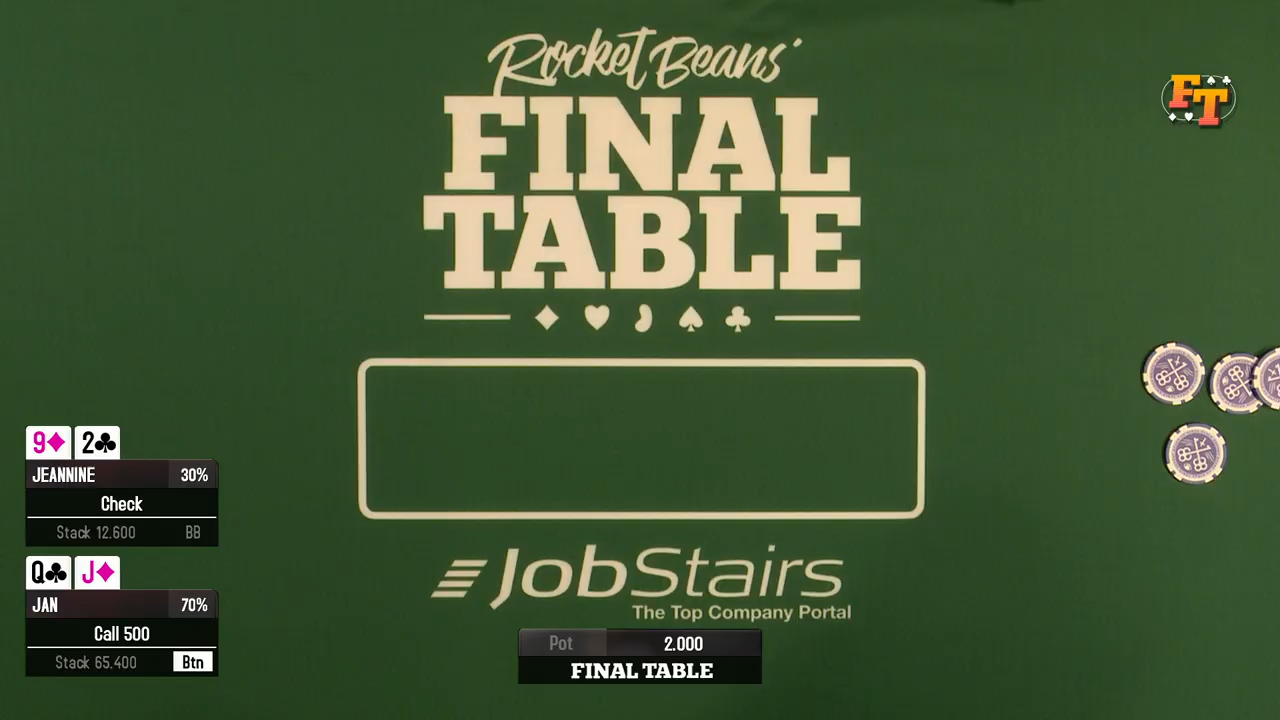 Rocket Beans'
FINAL
TABLE
FT
9♦ 2♣
JEANNINE 30%
Check
Stack 12.600 BB
Q♣ J♦
JAN 70%
Call 500
Stack 65.400 Btn
JobStairs
The Top Company Portal
Pot 2.000
FINAL TABLE